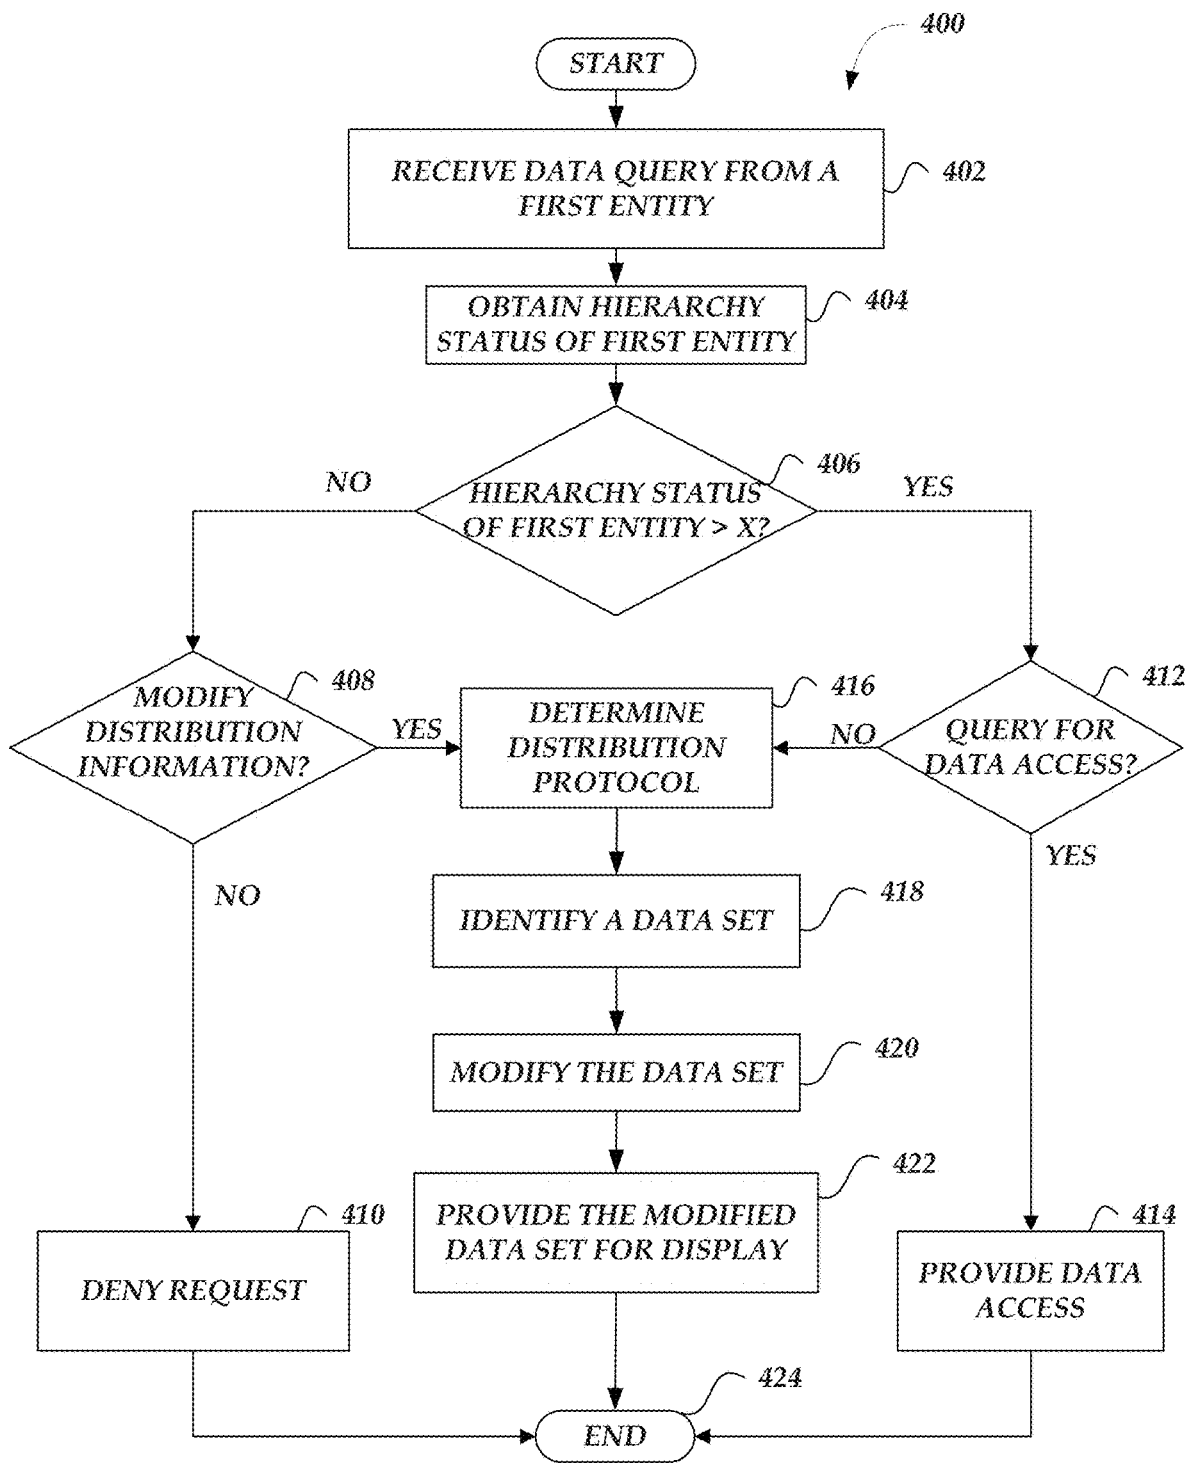 400
START
RECEIVE DATA QUERY FROM A
FIRST ENTITY
402
OBTAIN HIERARCHY
STATUS OF FIRST ENTITY
404
HIERARCHY STATUS
OF FIRST ENTITY > X?
406
NO
YES
MODIFY
DISTRIBUTION
INFORMATION?
408
YES
DETERMINE
DISTRIBUTION
PROTOCOL
416
NO
QUERY FOR
DATA ACCESS?
412
NO
YES
IDENTIFY A DATA SET
418
MODIFY THE DATA SET
420
PROVIDE THE MODIFIED
DATA SET FOR DISPLAY
422
DENY REQUEST
410
PROVIDE DATA
ACCESS
414
END
424